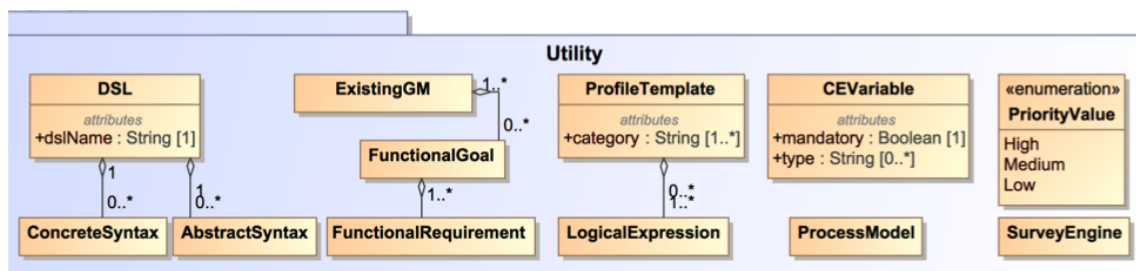 Utility
DSL
attributes
+dslName : String [1]
1
0..*
1
0..*
ConcreteSyntax
AbstractSyntax
ExistingGM
1..*
0..*
FunctionalGoal
1..*
FunctionalRequirement
ProfileTemplate
attributes
+category : String [1..*]
0..*
1..*
LogicalExpression
CEVariable
attributes
+mandatory : Boolean [1]
+type : String [0..*]
ProcessModel
«enumeration»
PriorityValue
High
Medium
Low
SurveyEngine